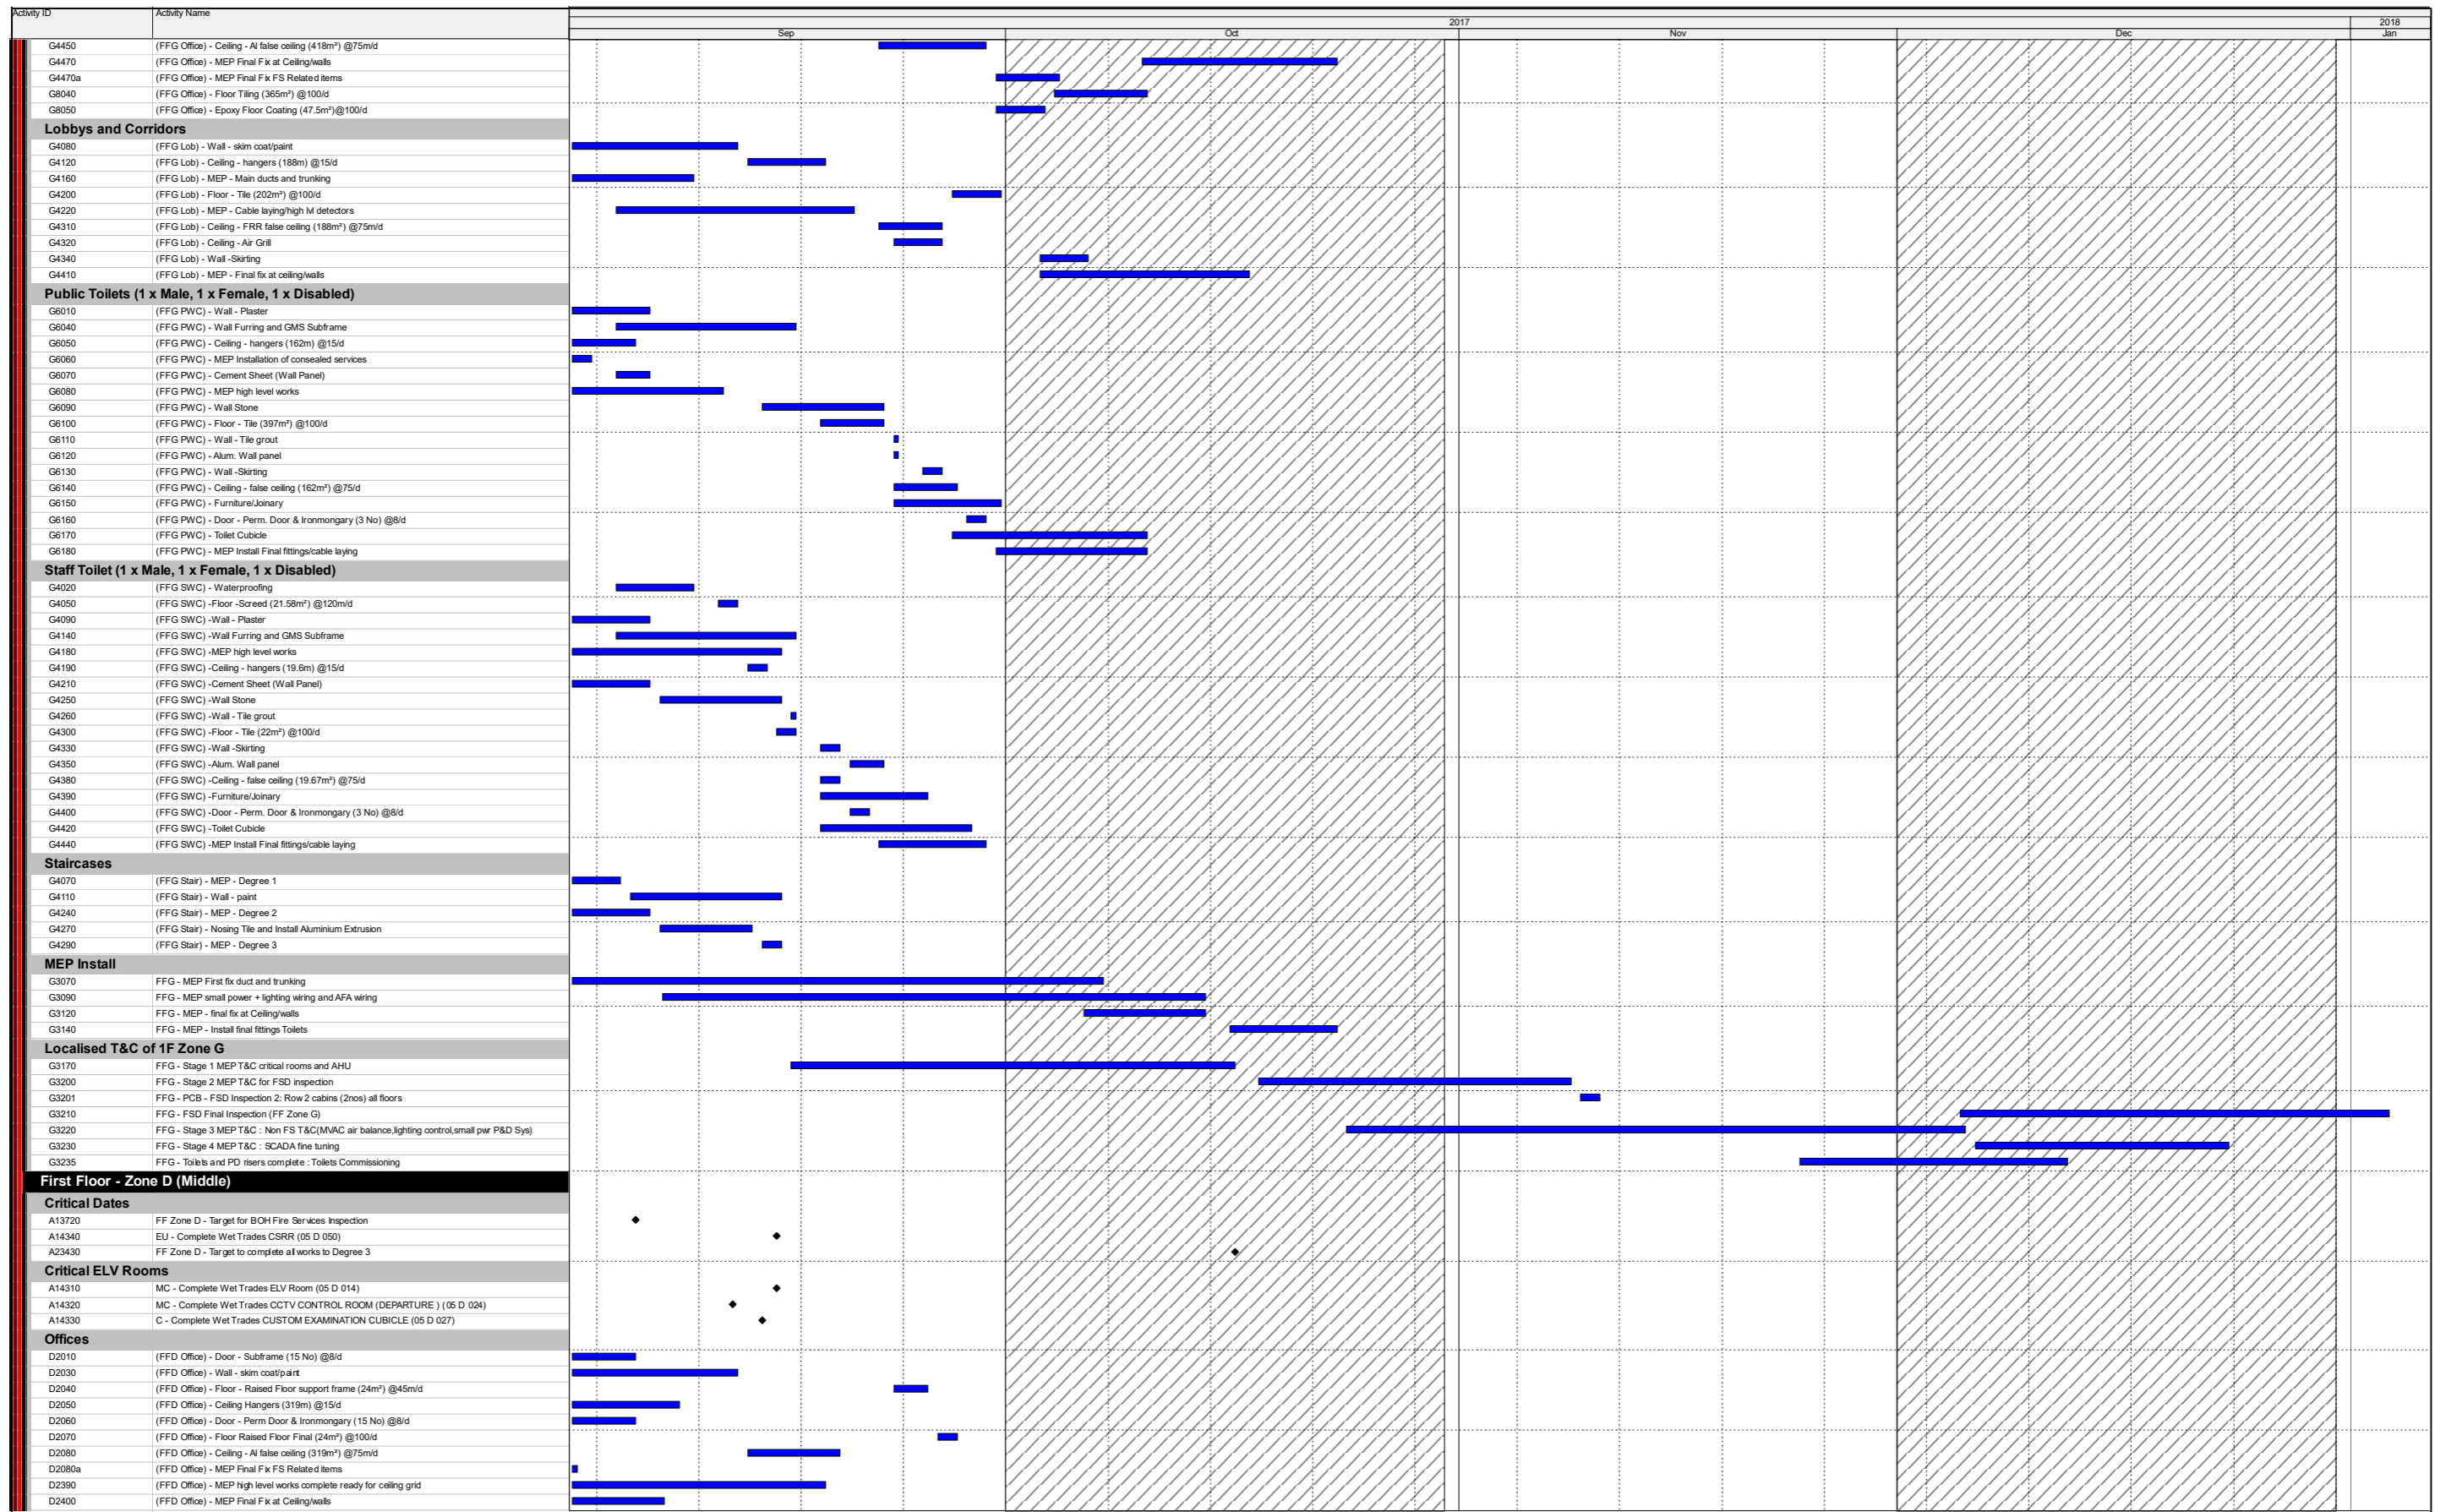 Activity ID Activity Name
2017 2018
Sep Oct Nov Dec Jan
G4450 (FFG Office) - Ceiling - Al false ceiling (418m²) @75m/d
G4470 (FFG Office) - MEP Final Fix at Ceiling/walls
G4470a (FFG Office) - MEP Final Fix FS Related items
G8040 (FFG Office) - Floor Tiling (365m²) @100/d
G8050 (FFG Office) - Epoxy Floor Coating (47.5m²)@100/d
Lobbys and Corridors
G4080 (FFG Lob) - Wall - skim coat/paint
G4120 (FFG Lob) - Ceiling - hangers (188m) @15/d
G4160 (FFG Lob) - MEP - Main ducts and trunking
G4200 (FFG Lob) - Floor - Tile (202m²) @100/d
G4220 (FFG Lob) - MEP - Cable laying/high lvl detectors
G4310 (FFG Lob) - Ceiling - FRR false ceiling (188m²) @75m/d
G4320 (FFG Lob) - Ceiling - Air Grill
G4340 (FFG Lob) - Wall -Skirting
G4410 (FFG Lob) - MEP - Final fix at ceiling/walls
Public Toilets (1 x Male, 1 x Female, 1 x Disabled)
G6010 (FFG PWC) - Wall - Plaster
G6040 (FFG PWC) - Wall Furring and GMS Subframe
G6050 (FFG PWC) - Ceiling - hangers (162m) @15/d
G6060 (FFG PWC) - MEP Installation of consealed services
G6070 (FFG PWC) - Cement Sheet (Wall Panel)
G6080 (FFG PWC) - MEP high level works
G6090 (FFG PWC) - Wall Stone
G6100 (FFG PWC) - Floor - Tile (397m²) @100/d
G6110 (FFG PWC) - Wall - Tile grout
G6120 (FFG PWC) - Alum. Wall panel
G6130 (FFG PWC) - Wall -Skirting
G6140 (FFG PWC) - Ceiling - false ceiling (162m²) @75/d
G6150 (FFG PWC) - Furniture/Joinary
G6160 (FFG PWC) - Door - Perm. Door & Ironmongary (3 No) @8/d
G6170 (FFG PWC) - Toilet Cubicle
G6180 (FFG PWC) - MEP Install Final fittings/cable laying
Staff Toilet (1 x Male, 1 x Female, 1 x Disabled)
G4020 (FFG SWC) - Waterproofing
G4050 (FFG SWC) -Floor -Screed (21.58m²) @120m/d
G4090 (FFG SWC) -Wall - Plaster
G4140 (FFG SWC) -Wall Furring and GMS Subframe
G4180 (FFG SWC) -MEP high level works
G4190 (FFG SWC) -Ceiling - hangers (19.6m) @15/d
G4210 (FFG SWC) -Cement Sheet (Wall Panel)
G4250 (FFG SWC) -Wall Stone
G4260 (FFG SWC) -Wall - Tile grout
G4300 (FFG SWC) -Floor - Tile (22m²) @100/d
G4330 (FFG SWC) -Wall -Skirting
G4350 (FFG SWC) -Alum. Wall panel
G4380 (FFG SWC) -Ceiling - false ceiling (19.67m²) @75/d
G4390 (FFG SWC) -Furniture/Joinary
G4400 (FFG SWC) -Door - Perm. Door & Ironmongary (3 No) @8/d
G4420 (FFG SWC) -Toilet Cubicle
G4440 (FFG SWC) -MEP Install Final fittings/cable laying
Staircases
G4070 (FFG Stair) - MEP - Degree 1
G4110 (FFG Stair) - Wall - paint
G4240 (FFG Stair) - MEP - Degree 2
G4270 (FFG Stair) - Nosing Tile and Install Aluminium Extrusion
G4290 (FFG Stair) - MEP - Degree 3
MEP Install
G3070 FFG - MEP First fix duct and trunking
G3090 FFG - MEP small power + lighting wiring and AFA wiring
G3120 FFG - MEP - final fix at Ceiling/walls
G3140 FFG - MEP - Install final fittings Toilets
Localised T&C of 1F Zone G
G3170 FFG - Stage 1 MEP T&C critical rooms and AHU
G3200 FFG - Stage 2 MEP T&C for FSD inspection
G3201 FFG - PCB - FSD Inspection 2: Row 2 cabins (2nos) all floors
G3210 FFG - FSD Final Inspection (FF Zone G)
G3220 FFG - Stage 3 MEP T&C : Non FS T&C(MVAC air balance,lighting control,small pwr P&D Sys)
G3230 FFG - Stage 4 MEP T&C : SCADA fine tuning
G3235 FFG - Toilets and PD risers complete : Toilets Commissioning
First Floor - Zone D (Middle)
Critical Dates
A13720 FF Zone D - Target for BOH Fire Services Inspection
A14340 EU - Complete Wet Trades CSRR (05 D 050)
A23430 FF Zone D - Target to complete all works to Degree 3
Critical ELV Rooms
A14310 MC - Complete Wet Trades ELV Room (05 D 014)
A14320 MC - Complete Wet Trades CCTV CONTROL ROOM (DEPARTURE ) (05 D 024)
A14330 C - Complete Wet Trades CUSTOM EXAMINATION CUBICLE (05 D 027)
Offices
D2010 (FFD Office) - Door - Subframe (15 No) @8/d
D2030 (FFD Office) - Wall - skim coat/paint
D2040 (FFD Office) - Floor - Raised Floor support frame (24m²) @45m/d
D2050 (FFD Office) - Ceiling Hangers (319m) @15/d
D2060 (FFD Office) - Door - Perm Door & Ironmongary (15 No) @8/d
D2070 (FFD Office) - Floor Raised Floor Final (24m²) @100/d
D2080 (FFD Office) - Ceiling - Al false ceiling (319m²) @75m/d
D2080a (FFD Office) - MEP Final Fix FS Related items
D2390 (FFD Office) - MEP high level works complete ready for ceiling grid
D2400 (FFD Office) - MEP Final Fix at Ceiling/walls